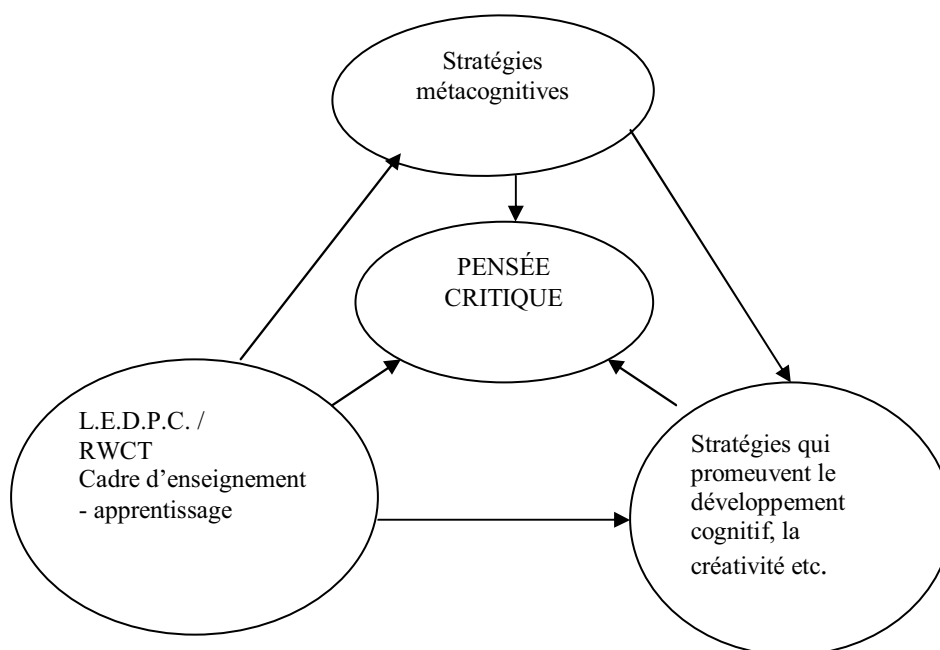 Stratégies
métacognitives
PENSÉE
CRITIQUE
L.E.D.P.C. /
RWCT
Cadre d’enseignement
- apprentissage
Stratégies qui
promeuvent le
développement
cognitif, la
créativité etc.